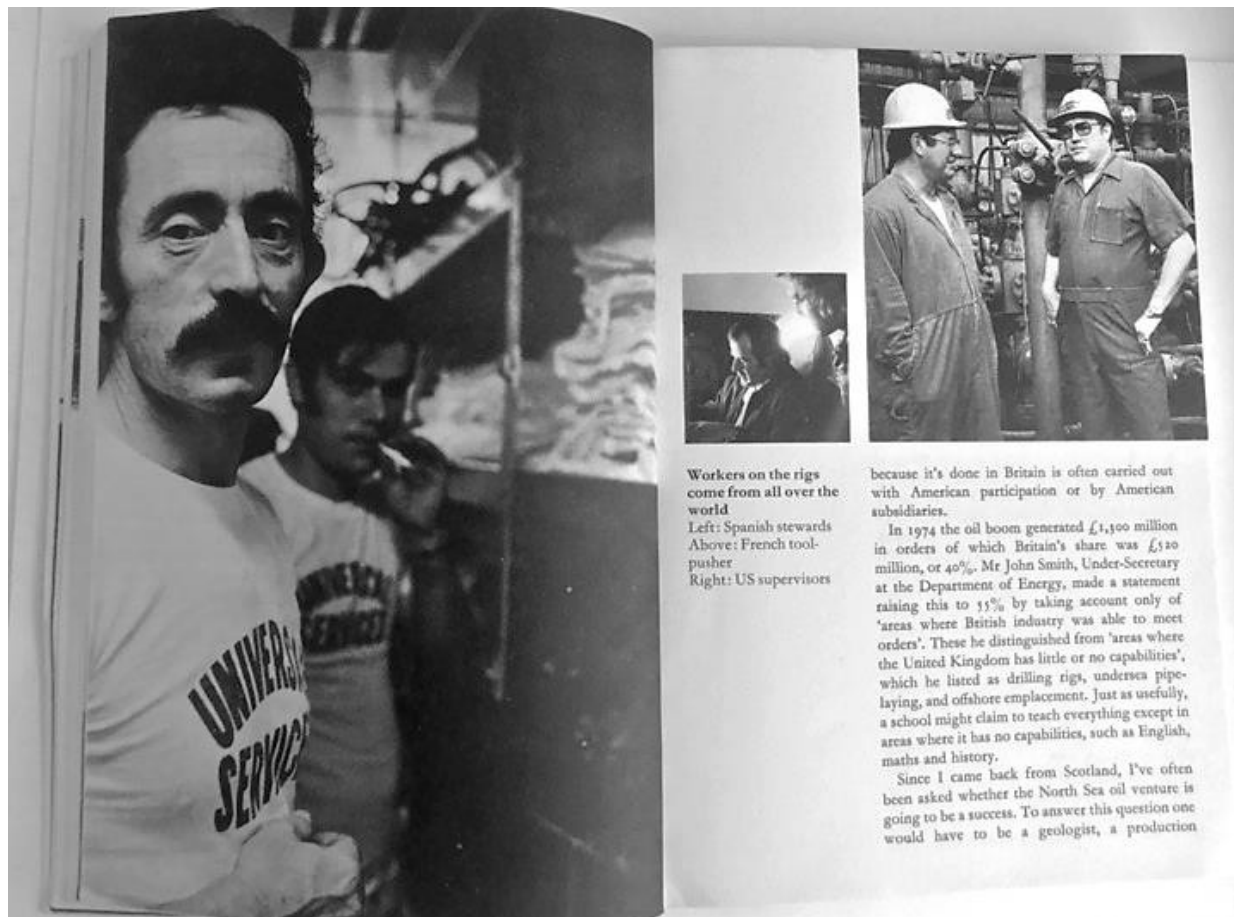 UNIVERS
SERVIC
Workers on the rigs
come from all over the
world
Left: Spanish stewards
Above: French tool-
pusher
Right: US supervisors
because it's done in Britain is often carried out
with American participation or by American
subsidiaries.
In 1974 the oil boom generated £1,300 million
in orders of which Britain's share was £520
million, or 40%. Mr John Smith, Under-Secretary
at the Department of Energy, made a statement
raising this to 55% by taking account only of
'areas where British industry was able to meet
orders'. These he distinguished from 'areas where
the United Kingdom has little or no capabilities',
which he listed as drilling rigs, undersea pipe-
laying, and offshore emplacement. Just as usefully,
a school might claim to teach everything except in
areas where it has no capabilities, such as English,
maths and history.
Since I came back from Scotland, I've often
been asked whether the North Sea oil venture is
going to be a success. To answer this question one
would have to be a geologist, a production